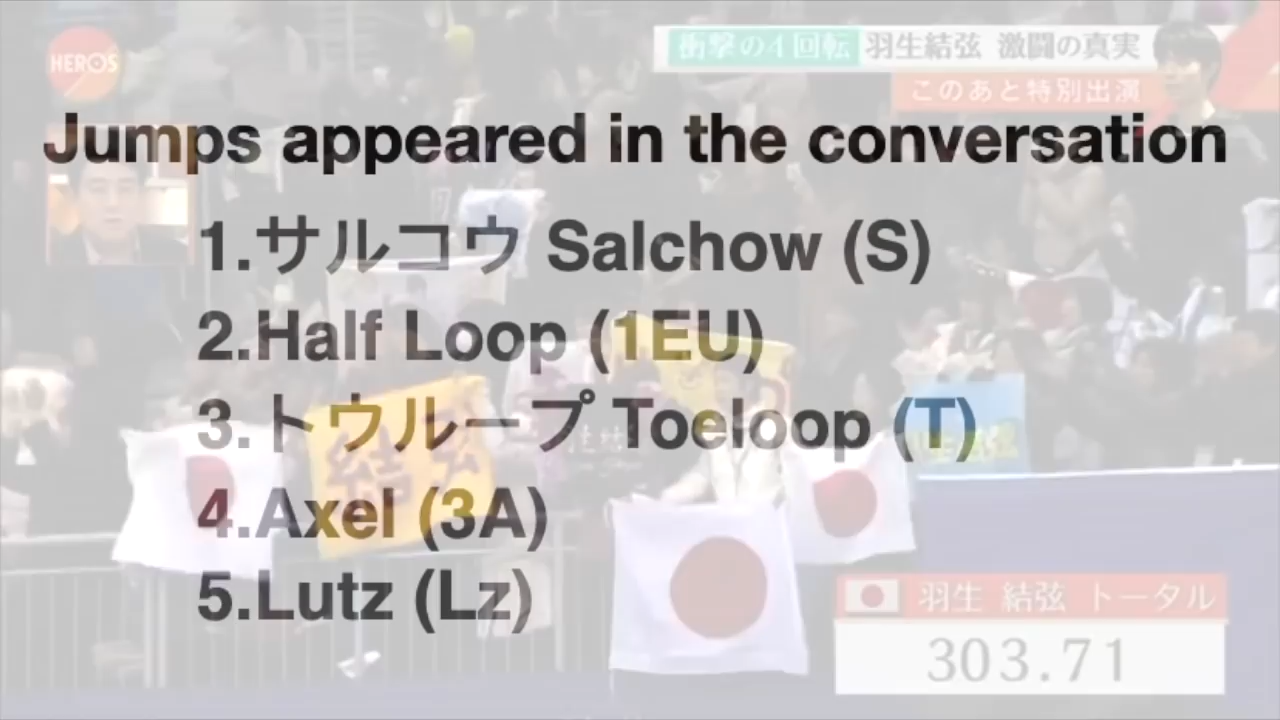 HEROS
衝撃の4回転 羽生結弦 激闘の真実
このあと特別出演
Jumps appeared in the conversation
1.サルコウ Salchow (S)
2.Half Loop (1EU)
3.トウループ Toeloop (T)
4.Axel (3A)
5.Lutz (Lz)
結弦
羽生 結弦 トータル
303.71